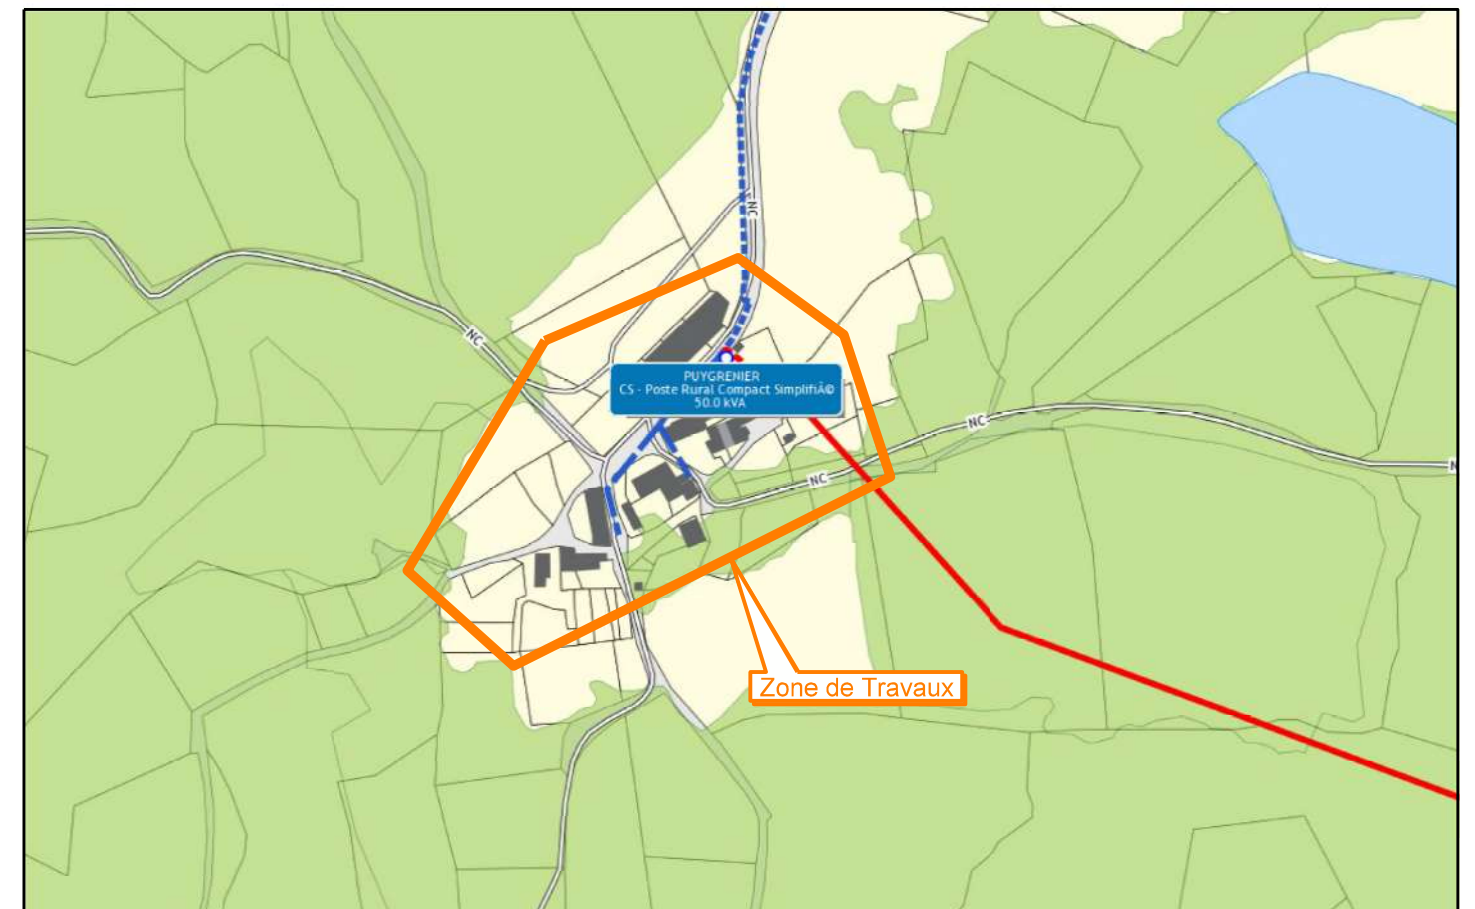 NC
NC
PUYGRENIER
CS - Poste Rural Compact SimplifiÃ©
50.0 kVA
NC
N
NC
Zone de Travaux